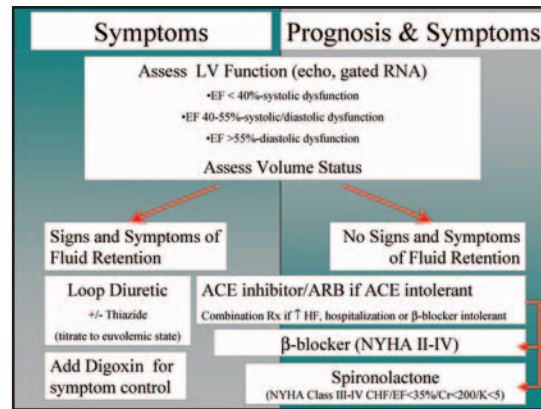 Symptoms
Prognosis & Symptoms
Assess LV Function (echo, gated RNA)
•EF < 40%-systolic dysfunction
•EF 40-55%-systolic/diastolic dysfunction
•EF >55%-diastolic dysfunction
Assess Volume Status
Signs and Symptoms of
Fluid Retention
No Signs and Symptoms
of Fluid Retention
Loop Diuretic
+/- Thiazide
(titrate to euvolemic state)
Add Digoxin for
symptom control
ACE inhibitor/ARB if ACE intolerant
Combination Rx if ↑ HF, hospitalization or β-blocker intolerant
β-blocker (NYHA II-IV)
Spironolactone
(NYHA Class III-IV CHF/EF<35%/Cr<200/K<5)